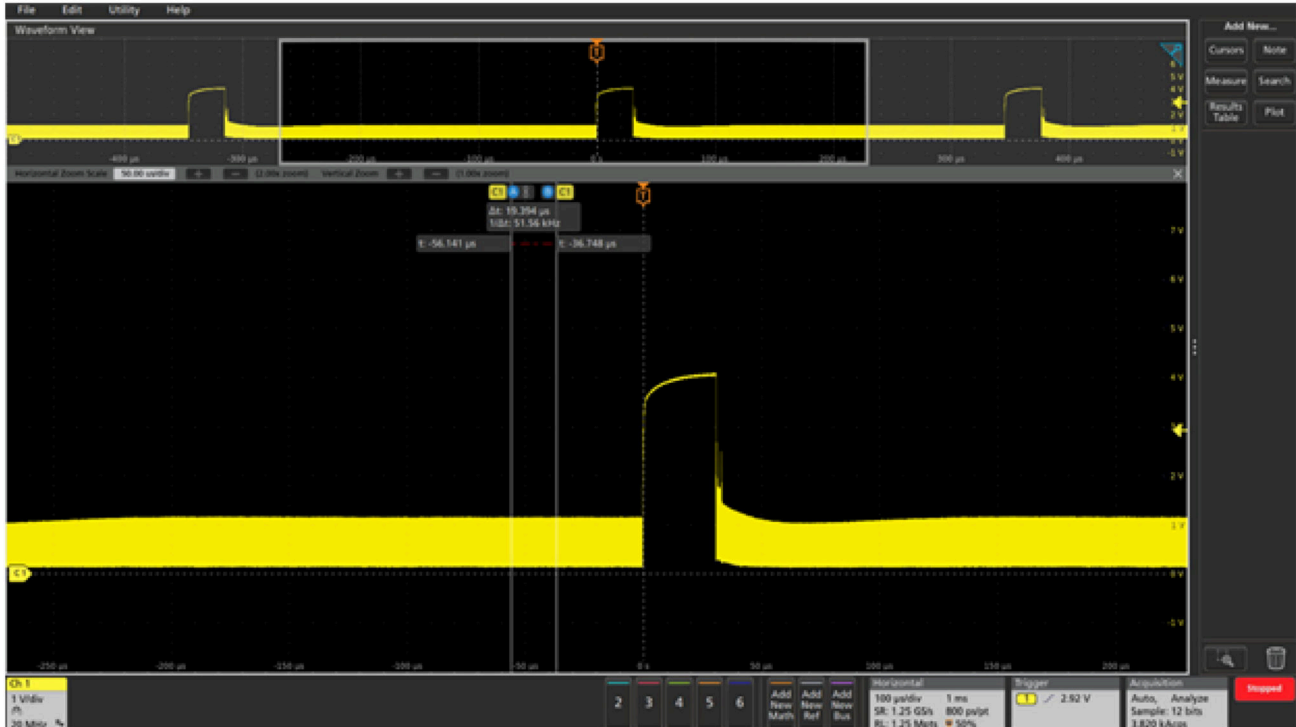 File Edit Utility Help
Waveform View
Add New...
Cursors Note
Measure Search
Results Table Plot
5 V
4 V
2 V
0 V
-1 V
-400 µs -300 µs -200 µs -100 µs 0 s 100 µs 200 µs 300 µs 400 µs
Horizontal Zoom Scale 50.00 us/div + − (2.00x zoom) Vertical Zoom + − (1.00x zoom)
C1 A B C1
T
Δt: 19.394 µs
1/Δt: 51.56 kHz
t: -56.141 µs t: -36.748 µs
7 V
6 V
5 V
4 V
2 V
1 V
C1 0 V
-1 V
-250 µs -200 µs -150 µs -100 µs -50 µs 0 s 50 µs 100 µs 150 µs 200 µs
Ch 1
1 V/div
20 MHz
2 3 4 5 6
Add New Math
Add New Ref
Add New Bus
Horizontal
100 µs/div 1 ms
SR: 1.25 GS/s 800 ps/pt
RL: 1.25 Mpts 50%
Trigger
1 2.92 V
Acquisition
Auto, Analyze
Sample: 12 bits
3.820 kAcqs
Stopped